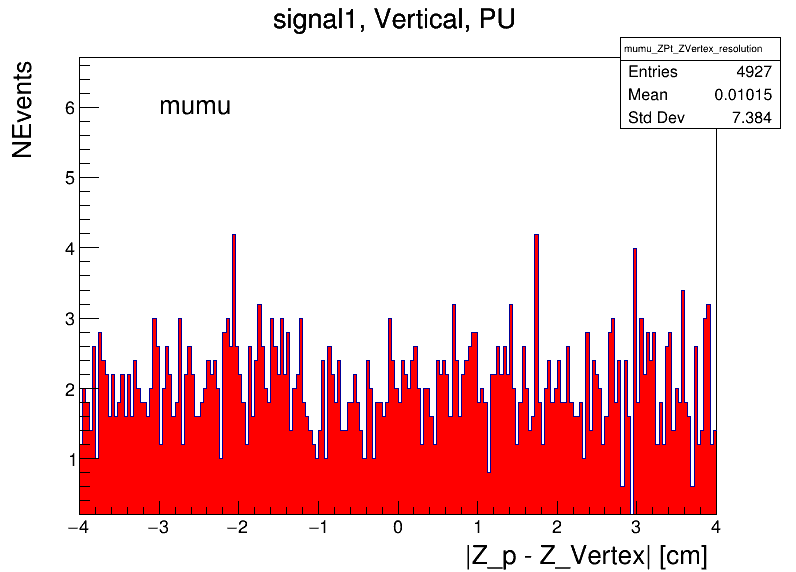 signal1, Vertical, PU
mumu_ZPt_ZVertex_resolution
Entries 4927
Mean 0.01015
Std Dev 7.384
NEvents
mumu
6
5
4
3
2
1
−4 −3 −2 −1 0 1 2 3 4
|Z_p - Z_Vertex| [cm]